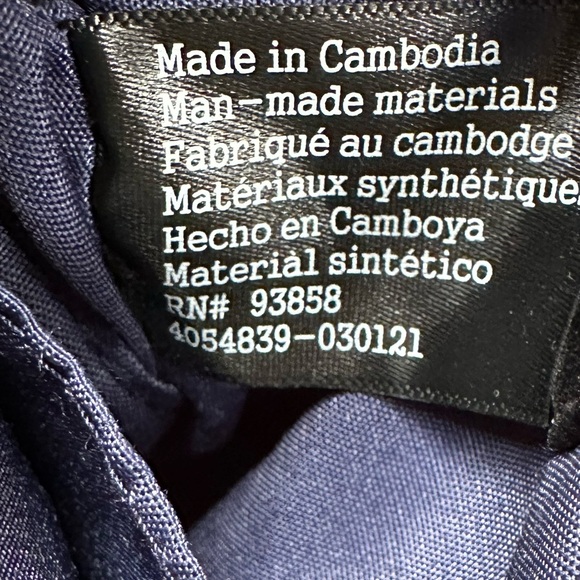 Made in Cambodia
Man-made materials
Fabriqué au cambodge
Matériaux synthétique
Hecho en Camboya
Material sintético
RN# 93858
4054839-030121